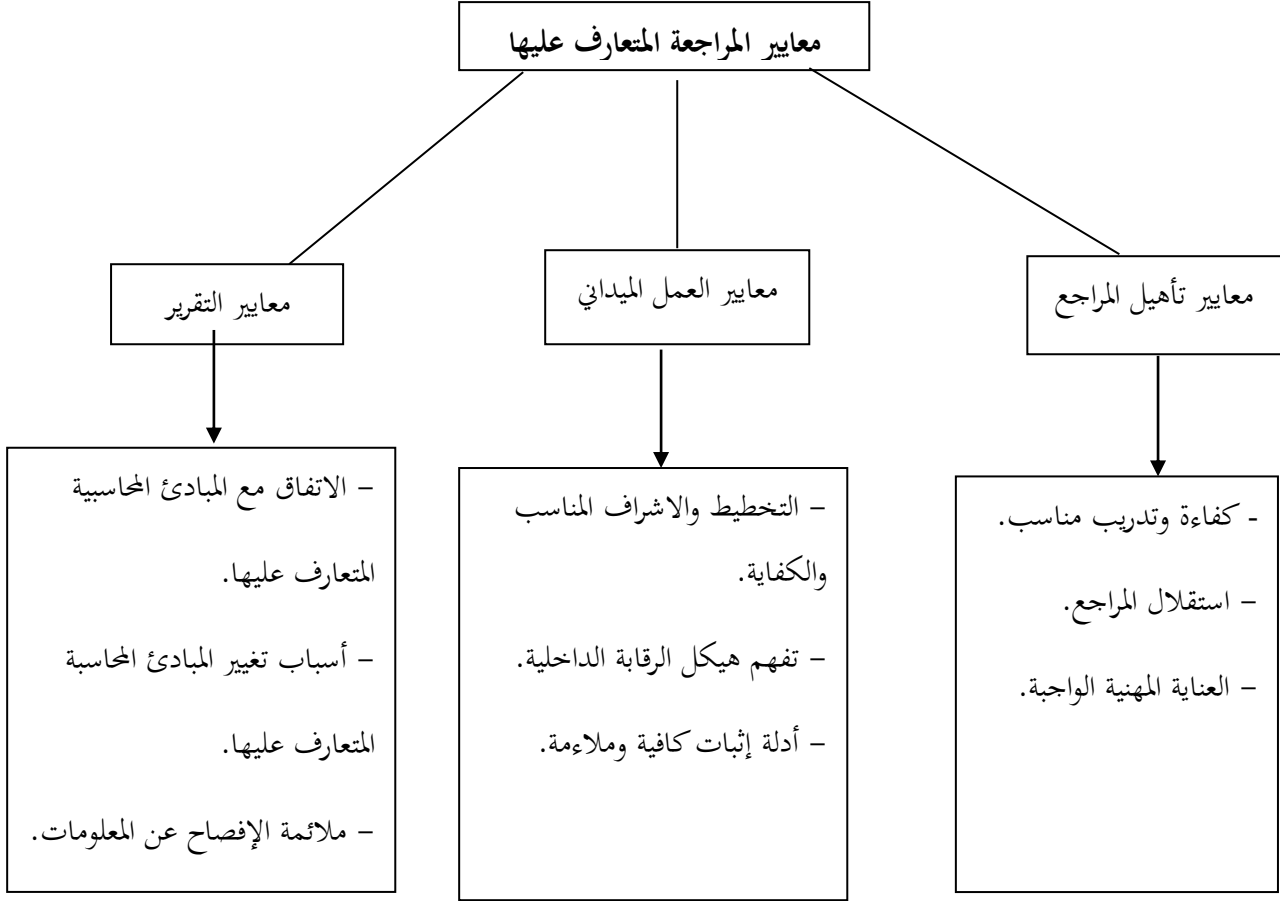 معايير المراجعة المتعارف عليها
معايير تأهيل المراجع
معايير العمل الميداني
معايير التقرير
- كفاءة وتدريب مناسب.
– استقلال المراجع.
– العناية المهنية الواجبة.
– التخطيط والاشراف المناسب
والكفاية.
– تفهم هيكل الرقابة الداخلية.
– أدلة إثبات كافية وملاءمة.
– الاتفاق مع المبادئ المحاسبية
المتعارف عليها.
– أسباب تغيير المبادئ المحاسبة
المتعارف عليها.
– ملائمة الإفصاح عن المعلومات.